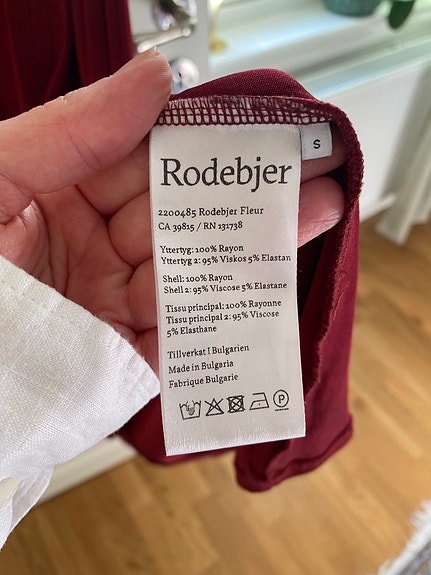 S
Rodebjer
2200485 Rodebjer Fleur
CA 39815 / RN 131738
Yttertyg: 100% Rayon
Yttertyg 2: 95% Viskos 5% Elastan
Shell: 100% Rayon
Shell 2: 95% Viscose 5% Elastane
Tissu principal: 100% Rayonne
Tissu principal 2: 95% Viscose
5% Elasthane
Tillverkat I Bulgarien
Made in Bulgaria
Fabrique Bulgarie
P